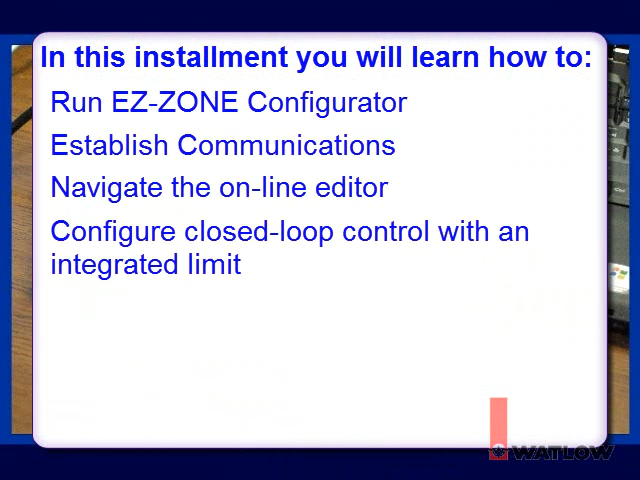 In this installment you will learn how to:
Run EZ-ZONE Configurator
Establish Communications
Navigate the on-line editor
Configure closed-loop control with an
integrated limit
WATLOW